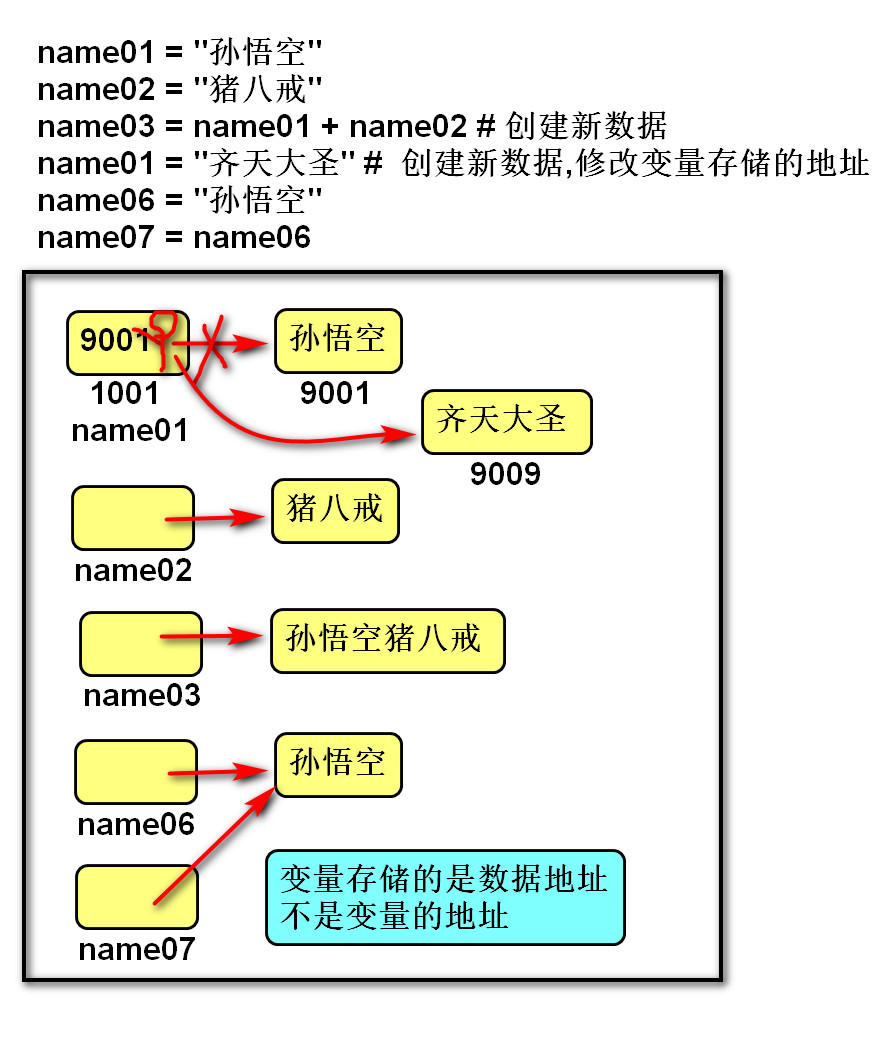 name01 = "孙悟空"
name02 = "猪八戒"
name03 = name01 + name02 # 创建新数据
name01 = "齐天大圣" #  创建新数据,修改变量存储的地址
name06 = "孙悟空"
name07 = name06
9001
孙悟空
1001
9001
name01
齐天大圣
9009
猪八戒
name02
孙悟空猪八戒
name03
孙悟空
name06
变量存储的是数据地址
不是变量的地址
name07